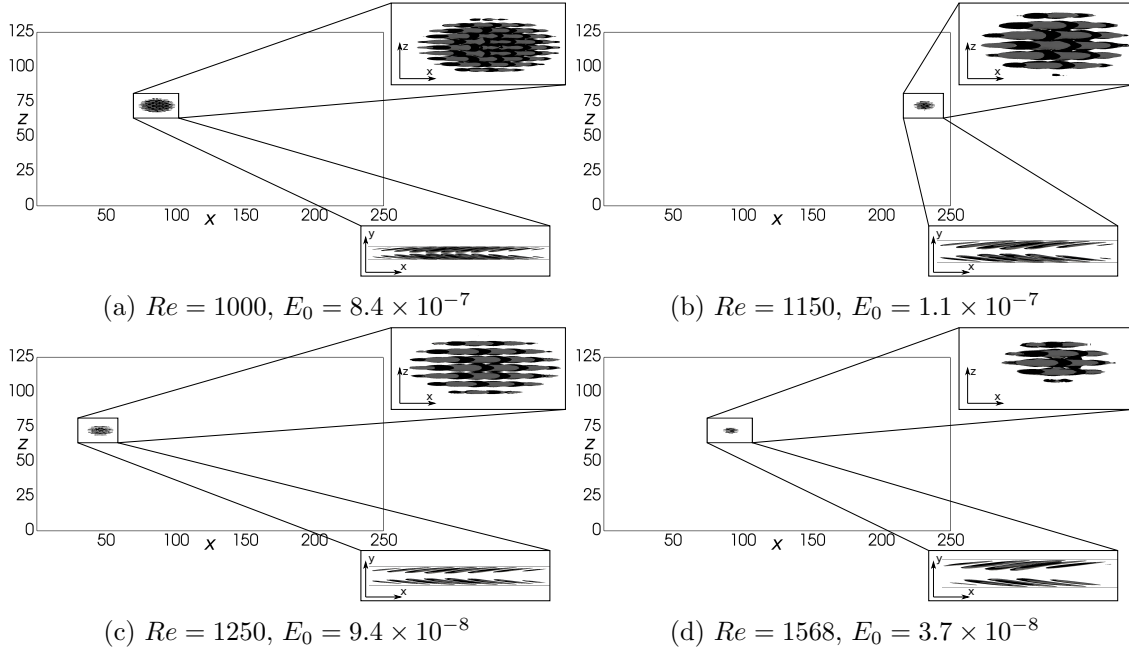 125
100
75
z
50
25
0
50
100
150
200
250
x
z
x
y
x
(a) Re = 1000, E₀ = 8.4 × 10⁻⁷
125
100
75
z
50
25
0
50
100
150
200
250
x
z
x
y
x
(b) Re = 1150, E₀ = 1.1 × 10⁻⁷
125
100
75
z
50
25
0
50
100
150
200
250
x
z
x
y
x
(c) Re = 1250, E₀ = 9.4 × 10⁻⁸
125
100
75
z
50
25
0
50
100
150
200
250
x
z
x
y
x
(d) Re = 1568, E₀ = 3.7 × 10⁻⁸